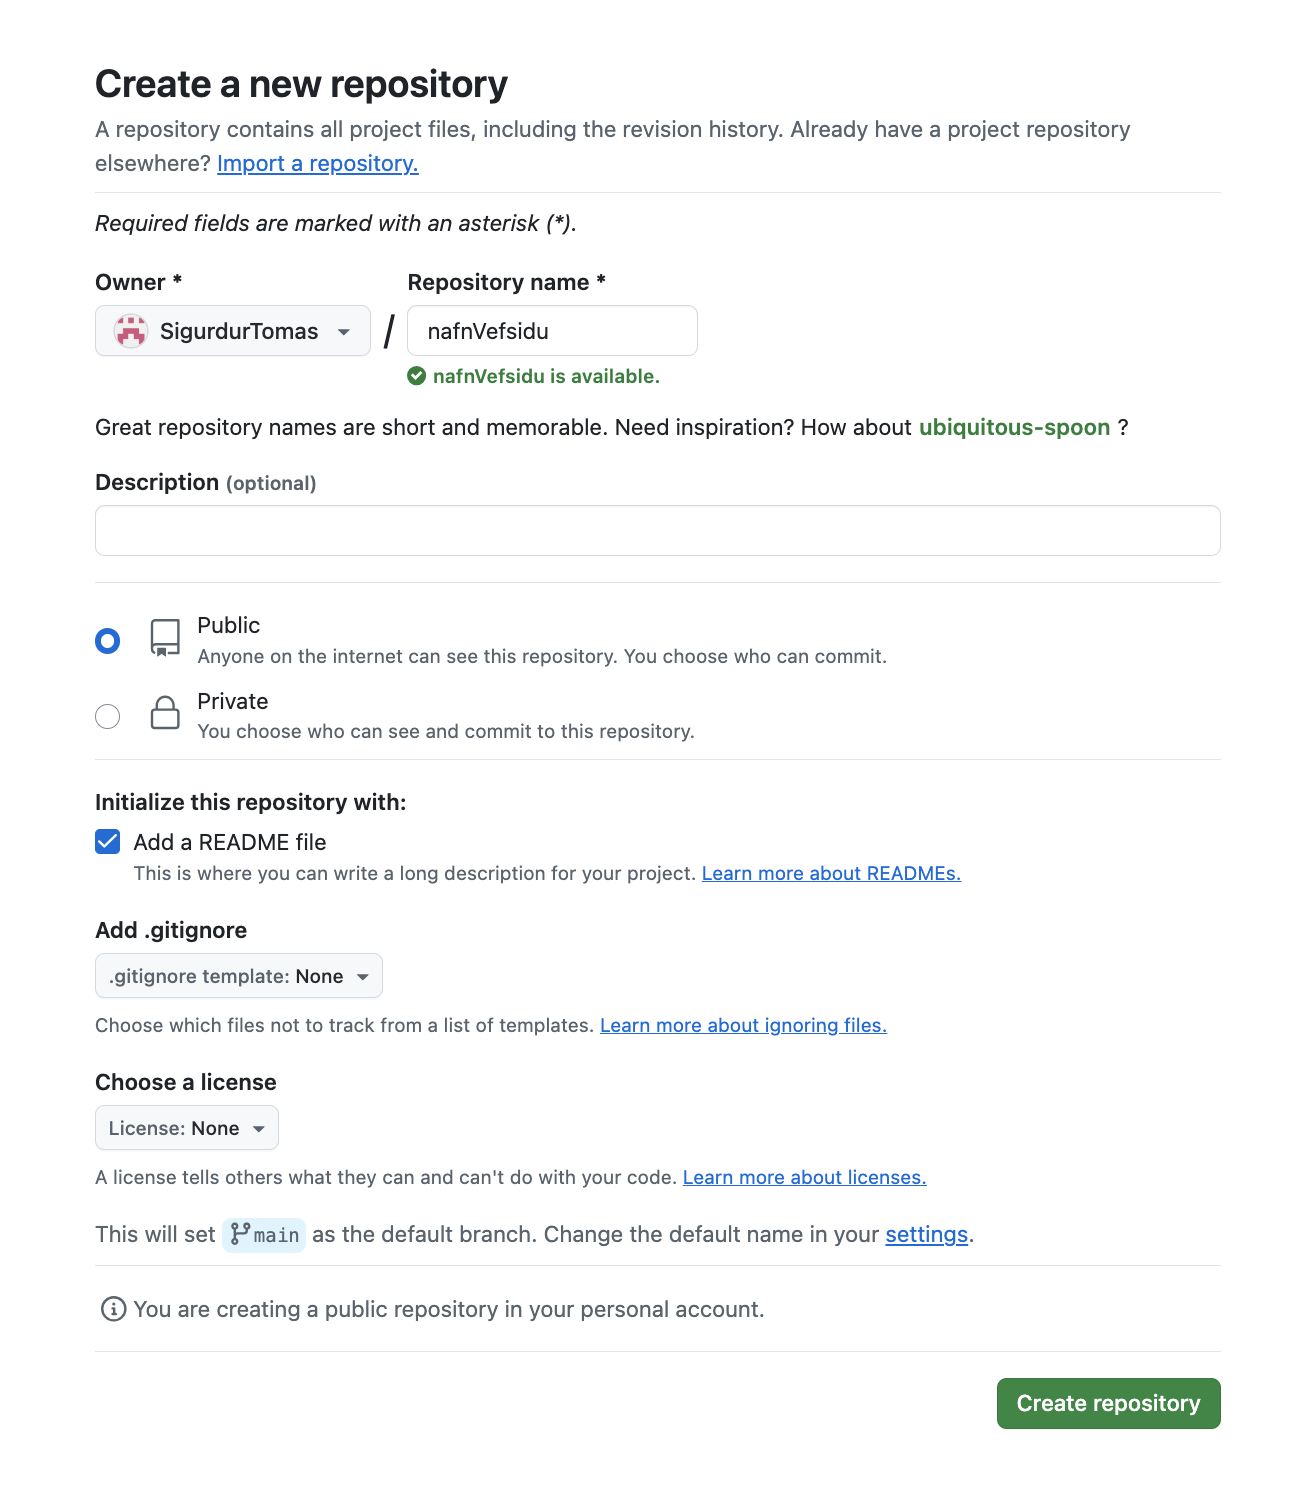 Create a new repository
A repository contains all project files, including the revision history. Already have a project repository
elsewhere? Import a repository.
Required fields are marked with an asterisk (*).
Owner *
Repository name *
SigurdurTomas
/
nafnVefsidu
nafnVefsidu is available.
Great repository names are short and memorable. Need inspiration? How about ubiquitous-spoon ?
Description (optional)
Public
Anyone on the internet can see this repository. You choose who can commit.
Private
You choose who can see and commit to this repository.
Initialize this repository with:
Add a README file
This is where you can write a long description for your project. Learn more about READMEs.
Add .gitignore
.gitignore template: None
Choose which files not to track from a list of templates. Learn more about ignoring files.
Choose a license
License: None
A license tells others what they can and can't do with your code. Learn more about licenses.
This will set main as the default branch. Change the default name in your settings.
You are creating a public repository in your personal account.
Create repository